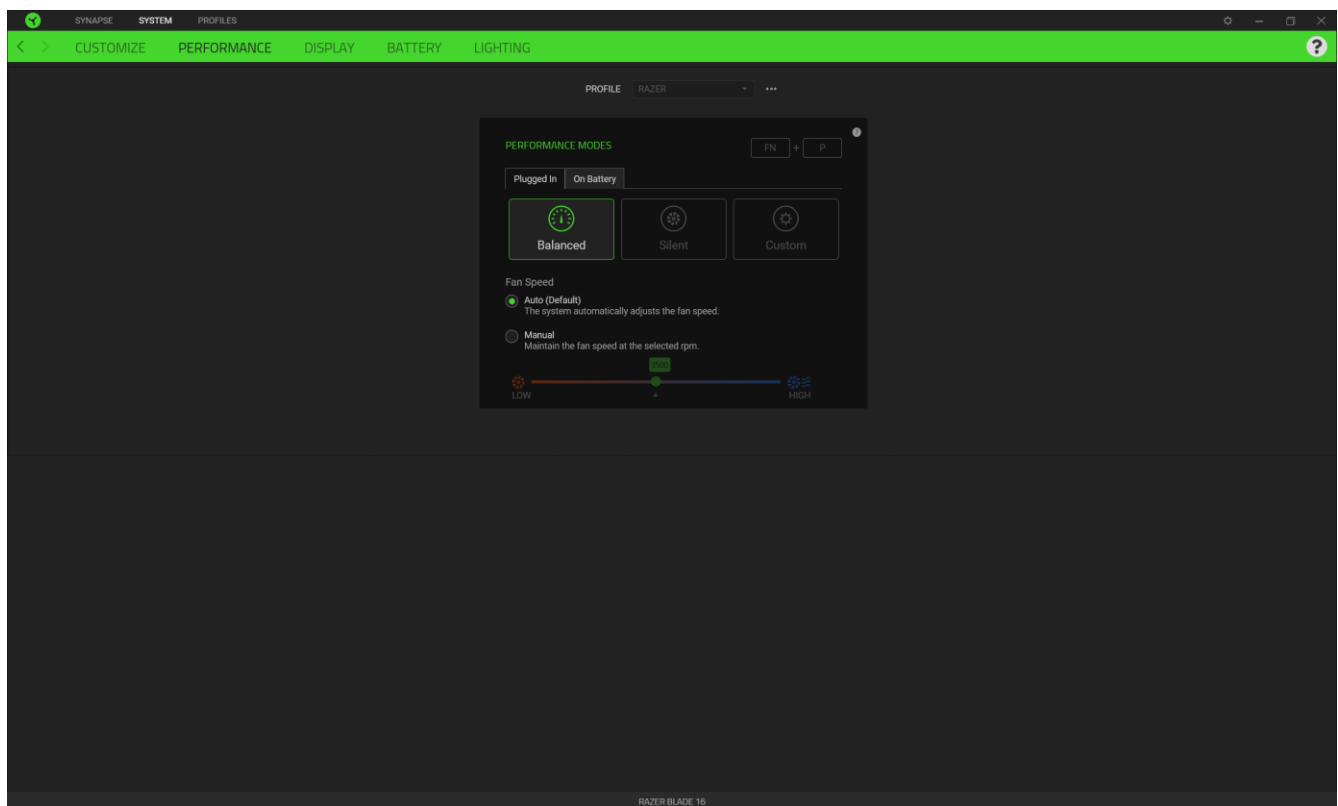 SYNAPSE SYSTEM PROFILES
CUSTOMIZE PERFORMANCE DISPLAY BATTERY LIGHTING ?
PROFILE RAZER
PERFORMANCE MODES FN + P ?
Plugged In On Battery
Balanced Silent Custom
Fan Speed
Auto (Default)
The system automatically adjusts the fan speed.
Manual
Maintain the fan speed at the selected rpm.
3500
LOW HIGH
RAZER BLADE 16